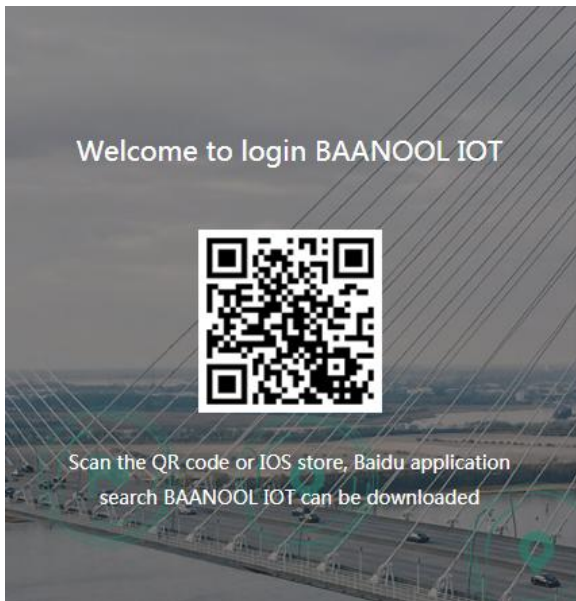 Welcome to login BAANOOL IOT
Scan the QR code or IOS store, Baidu application
search BAANOOL IOT can be downloaded